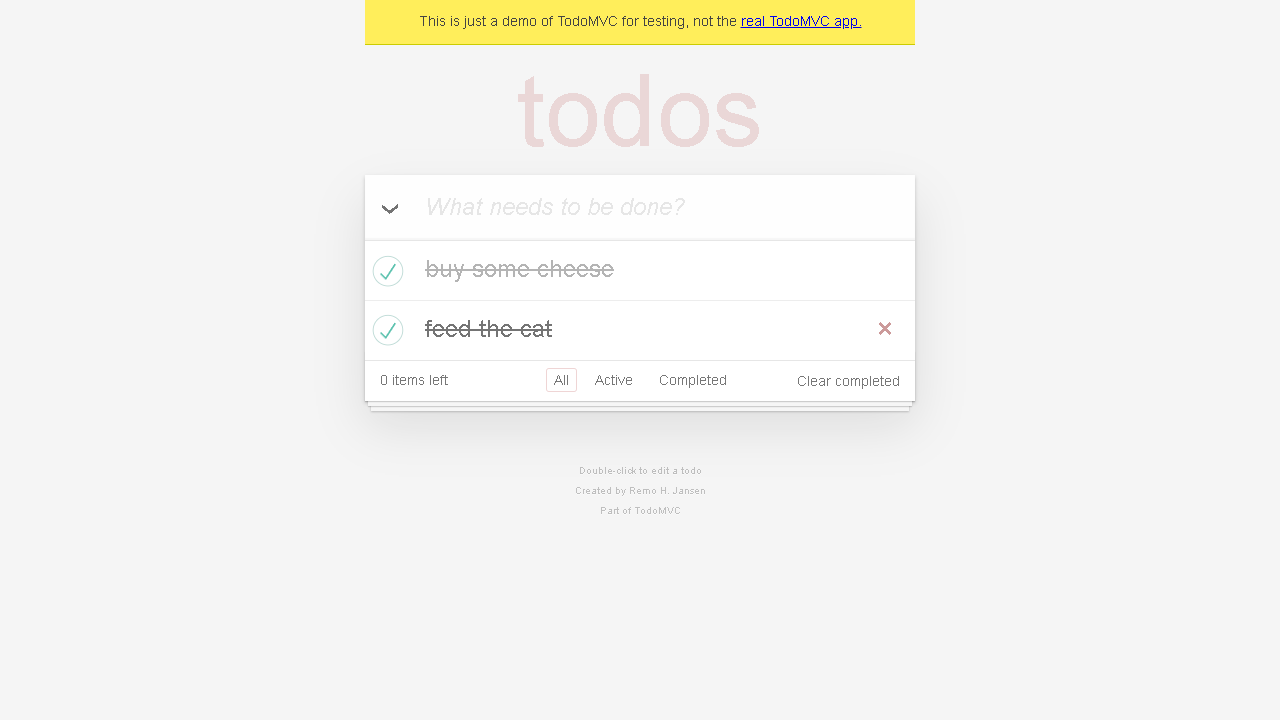 This is just a demo of TodoMVC for testing, not the real TodoMVC app.
todos
What needs to be done?
buy some cheese
feed the cat
0 items left All Active Completed Clear completed
Double-click to edit a todo
Created by Remo H. Jansen
Part of TodoMVC